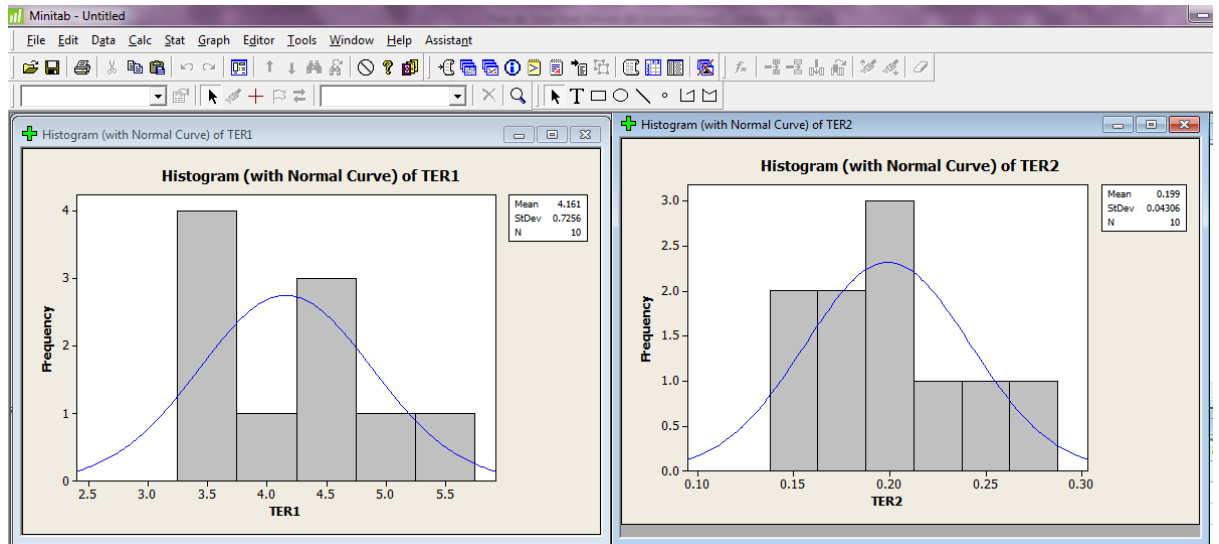 Minitab - Untitled
File Edit Data Calc Stat Graph Editor Tools Window Help Assistant
Histogram (with Normal Curve) of TER1
Histogram (with Normal Curve) of TER1
Mean 4.161
StDev 0.7256
N 10
4
3
2
1
0
Frequency
2.5 3.0 3.5 4.0 4.5 5.0 5.5
TER1
Histogram (with Normal Curve) of TER2
Histogram (with Normal Curve) of TER2
Mean 0.199
StDev 0.04306
N 10
3.0
2.5
2.0
1.5
1.0
0.5
0.0
Frequency
0.10 0.15 0.20 0.25 0.30
TER2